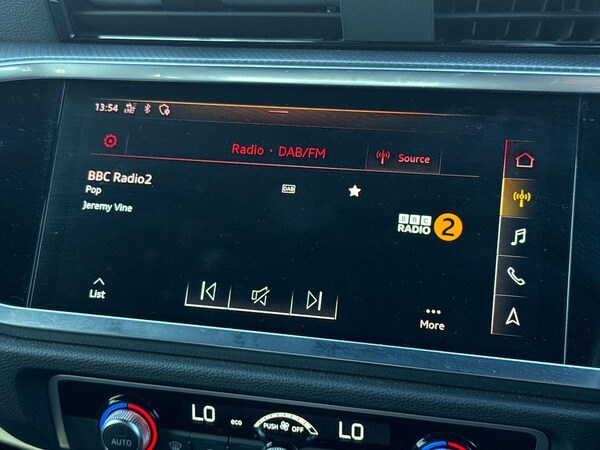 13:54
Radio · DAB/FM
Source
BBC Radio2
Pop
DAB
Jeremy Vine
BBC
RADIO 2
List
More
LO
eco
PUSH OFF
LO
AUTO